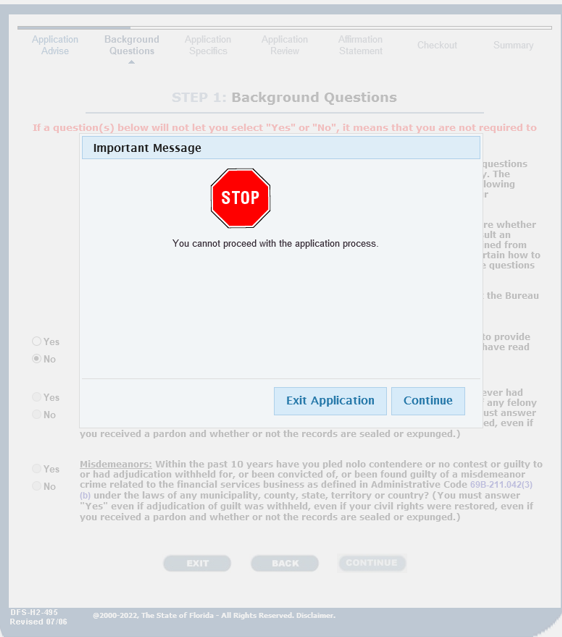 Application Background Application Application Affirmation Checkout Summary
Advise Questions Specifics Review Statement
STEP 1: Background Questions
If a question(s) below will not let you select "Yes" or "No", it means that you are not required to
Important Message
questions
y. The
lowing
r
STOP
re whether
ult an
You cannot proceed with the application process.
ned from
rtain how to
e questions
the Bureau
Yes
to provide
have read
No
Yes
ever had
any felony
Exit Application Continue
ust answer
No
ed, even if
you received a pardon and whether or not the records are sealed or expunged.)
Yes
Misdemeanors: Within the past 10 years have you pled nolo contendere or no contest or guilty to
or had adjudication withheld for, or been convicted of, or been found guilty of a misdemeanor
No
crime related to the financial services business as defined in Administrative Code 69B-211.042(3)
(b) under the laws of any municipality, county, state, territory or country? (You must answer
"Yes" even if adjudication of guilt was withheld, even if your civil rights were restored, even if
you received a pardon and whether or not the records are sealed or expunged.)
EXIT BACK CONTINUE
DFS-H2-485
Revised 07/06
@2000-2022, The State of Florida - All Rights Reserved. Disclaimer.